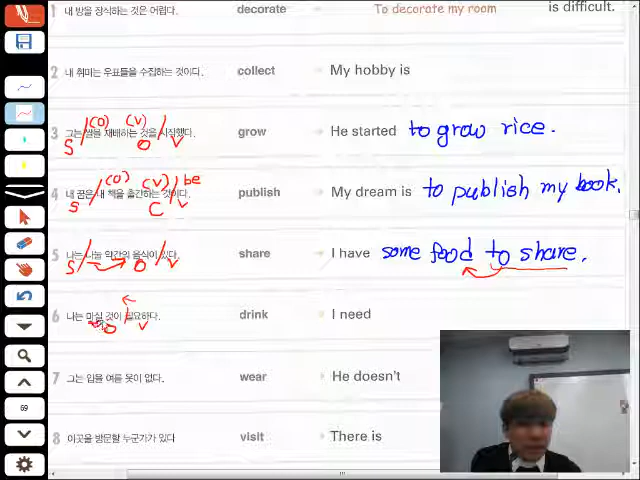 1 내 방을 장식하는 것은 어렵다. decorate To decorate my room is difficult.
2 내 취미는 우표들을 수집하는 것이다. collect My hobby is
(O) (V)
3 그는 쌀을 재배하는 것을 시작했다. grow He started to grow rice.
S O V
(O) (V) be
4 내 꿈은 내 책을 출간하는 것이다. publish My dream is to publish my book.
S C V
5 나는 나눌 약간의 음식이 있다. share I have some food to share.
S O V
6 나는 마실 것이 필요하다. drink I need
O V
7 그는 입을 여름 옷이 없다. wear He doesn't
8 이곳을 방문할 누군가가 있다 visit There is
69